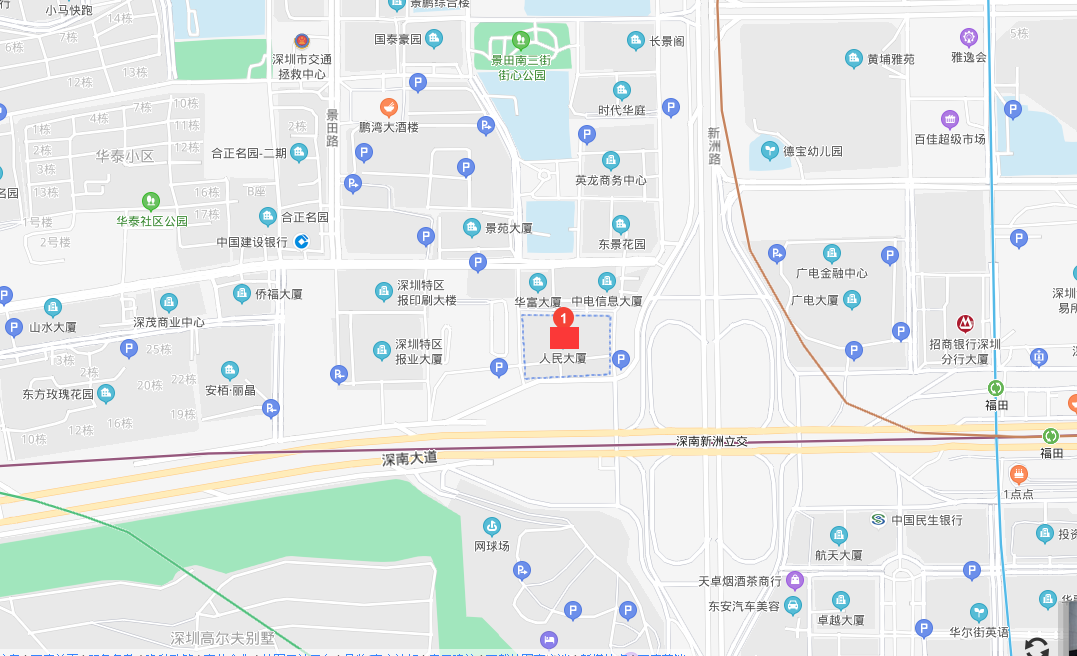 小马快跑
14栋
景鹏综合楼
5栋
国泰豪园
长景阁
6栋
7栋
深圳市交通
拯救中心
景田南三街
街心公园
黄埔雅苑
雅逸会
12栋
13栋
时代华庭
7栋
10栋
景田路
鹏湾大酒楼
新洲路
百佳超级市场
4栋
11栋
1栋
2栋
2栋
3栋
华泰小区
12栋
合正名园-二期
德宝幼儿园
英龙商务中心
名园
13栋
16栋
B座
1号楼
华泰社区公园
17栋
合正名园
景苑大厦
东景花园
2号楼
中国建设银行
广电金融中心
深圳特区
报印刷大楼
侨福大厦
华富大厦
中电信息大厦
广电大厦
深圳
易所
山水大厦
深茂商业中心
1
招商银行深圳
分行大厦
深圳特区
报业大厦
人民大厦
3栋
25栋
东方玫瑰花园
20栋
22栋
安柏·丽晶
19栋
福田
16栋
12栋
10栋
深南新洲立交
福田
深南大道
1点点
中国民生银行
网球场
航天大厦
投资
天卓烟酒茶商行
东安汽车美容
卓越大厦
华尔街英语
深圳高尔夫别墅